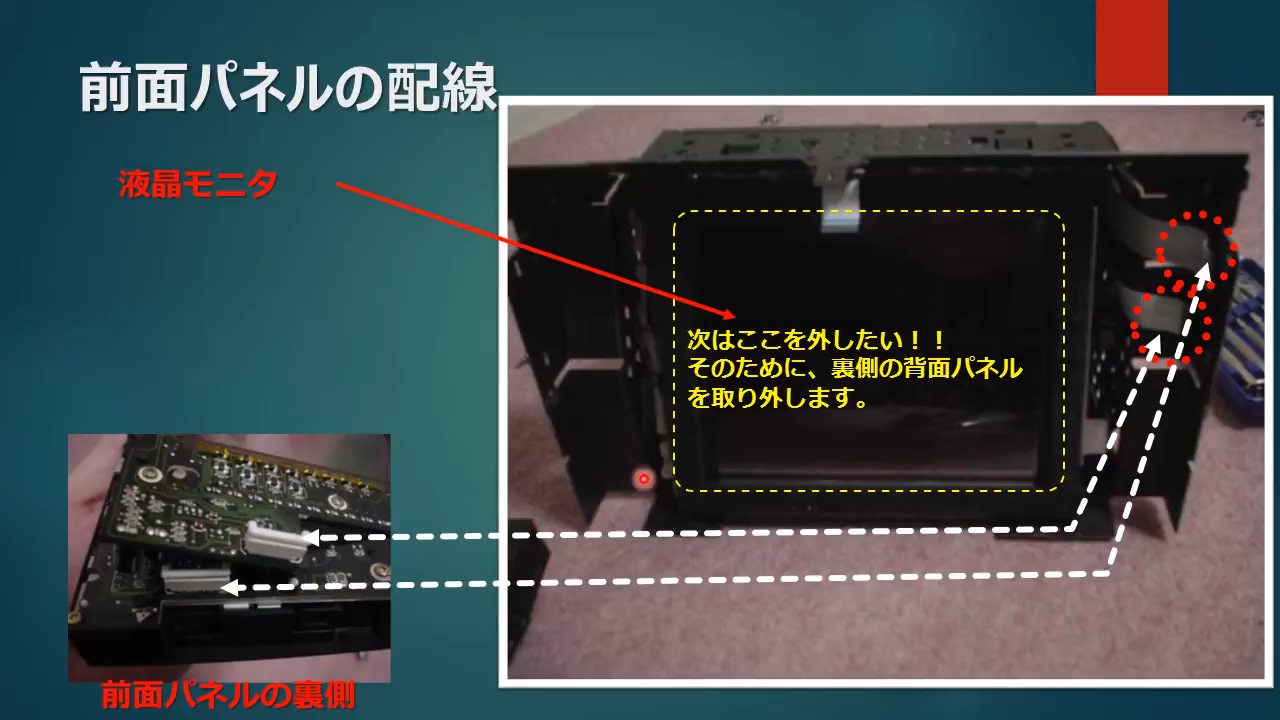 前面パネルの配線
液晶モニタ
次はここを外したい！！
そのために、裏側の背面パネル
を取り外します。
前面パネルの裏側